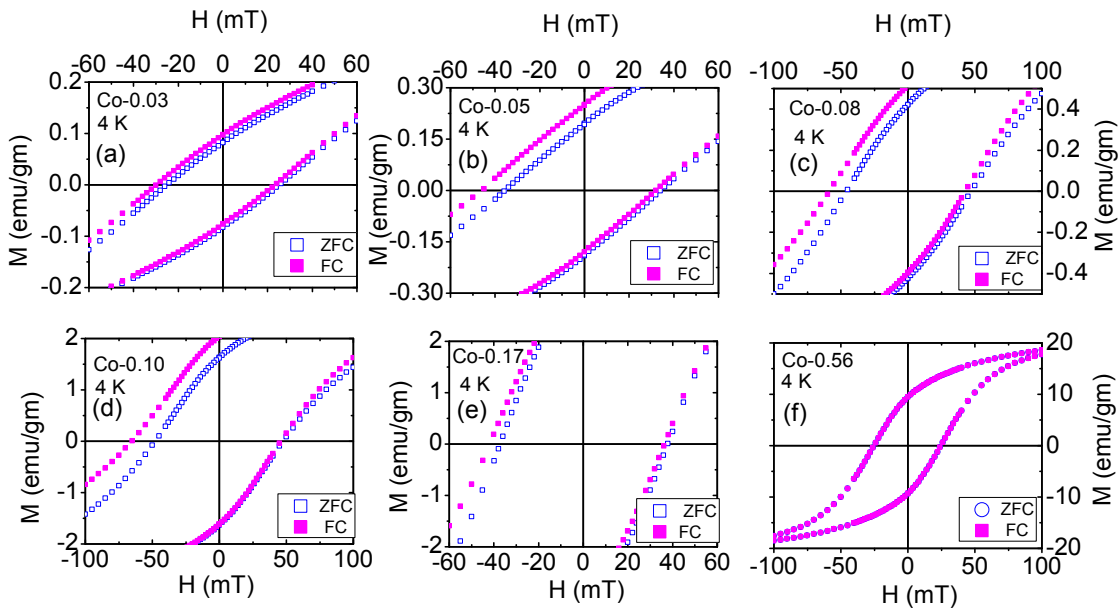 H (mT)
H (mT)
H (mT)
-60 -40 -20 0 20 40 60
-60 -40 -20 0 20 40 60
-100 -50 0 50 100
M (emu/gm)
0.2
0.1
0.0
-0.1
-0.2
Co-0.03
4 K
(a)
ZFC
FC
M (emu/gm)
0.30
0.15
0.00
-0.15
-0.30
Co-0.05
4 K
(b)
ZFC
FC
Co-0.08
4 K
(c)
ZFC
FC
0.4
0.2
0.0
-0.2
-0.4
M (emu/gm)
M (emu/gm)
2
1
0
-1
-2
Co-0.10
4 K
(d)
ZFC
FC
-100 -50 0 50 100
H (mT)
M (emu/gm)
2
1
0
-1
-2
Co-0.17
4 K
(e)
ZFC
FC
-60 -40 -20 0 20 40 60
H (mT)
Co-0.56
4 K
(f)
ZFC
FC
20
10
0
-10
-20
M (emu/gm)
-100 -50 0 50 100
H (mT)